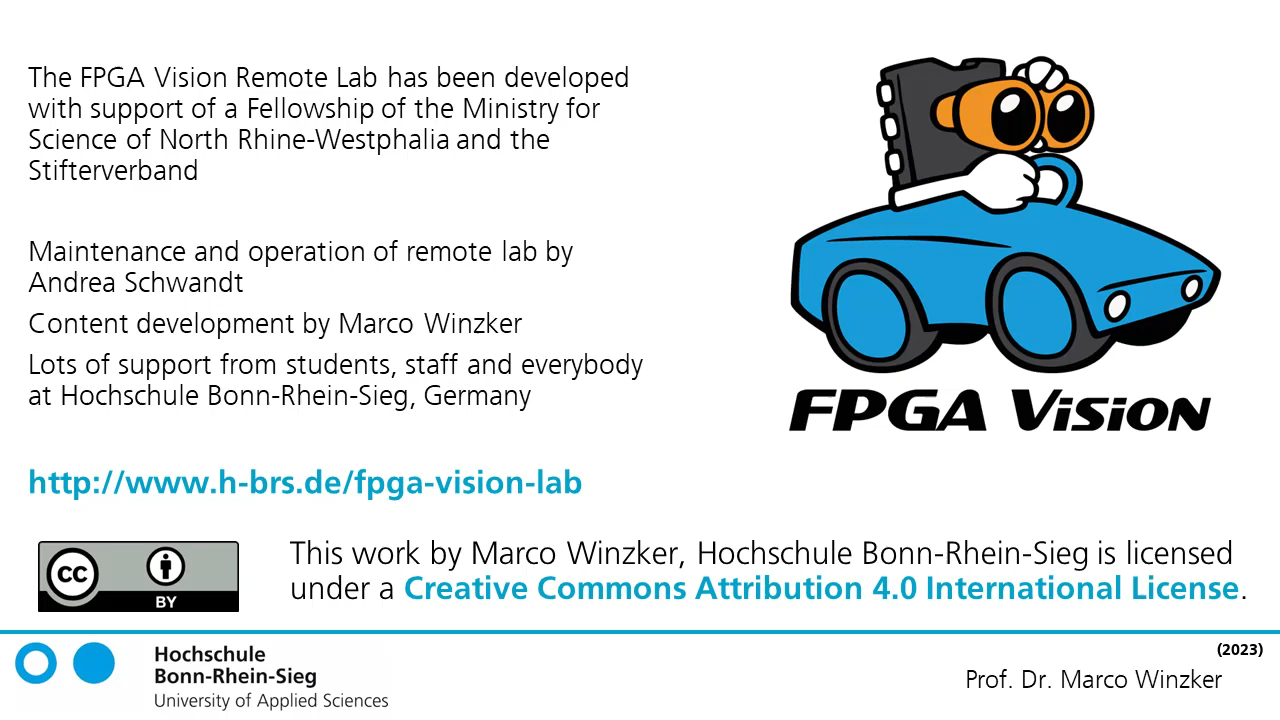 The FPGA Vision Remote Lab has been developed
with support of a Fellowship of the Ministry for
Science of North Rhine-Westphalia and the
Stifterverband
Maintenance and operation of remote lab by
Andrea Schwandt
Content development by Marco Winzker
Lots of support from students, staff and everybody
at Hochschule Bonn-Rhein-Sieg, Germany
FPGA Vision
http://www.h-brs.de/fpga-vision-lab
CC
BY
This work by Marco Winzker, Hochschule Bonn-Rhein-Sieg is licensed
under a Creative Commons Attribution 4.0 International License.
Hochschule
Bonn-Rhein-Sieg
University of Applied Sciences
(2023)
Prof. Dr. Marco Winzker